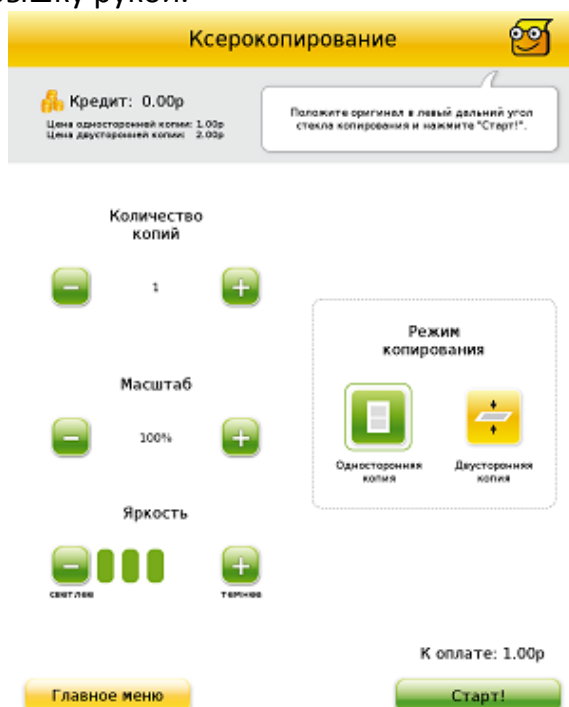 Ксерокопирование
Кредит: 0.00р
Цена односторонней копии: 1.00р
Цена двусторонней копии: 2.00р
Положите оригинал в левый дальний угол
стекла копирования и нажмите "Старт!".
Количество
копий
1
Масштаб
100%
Яркость
светлее
темнее
Режим
копирования
Односторонняя
копия
Двусторонняя
копия
К оплате: 1.00р
Главное меню
Старт!